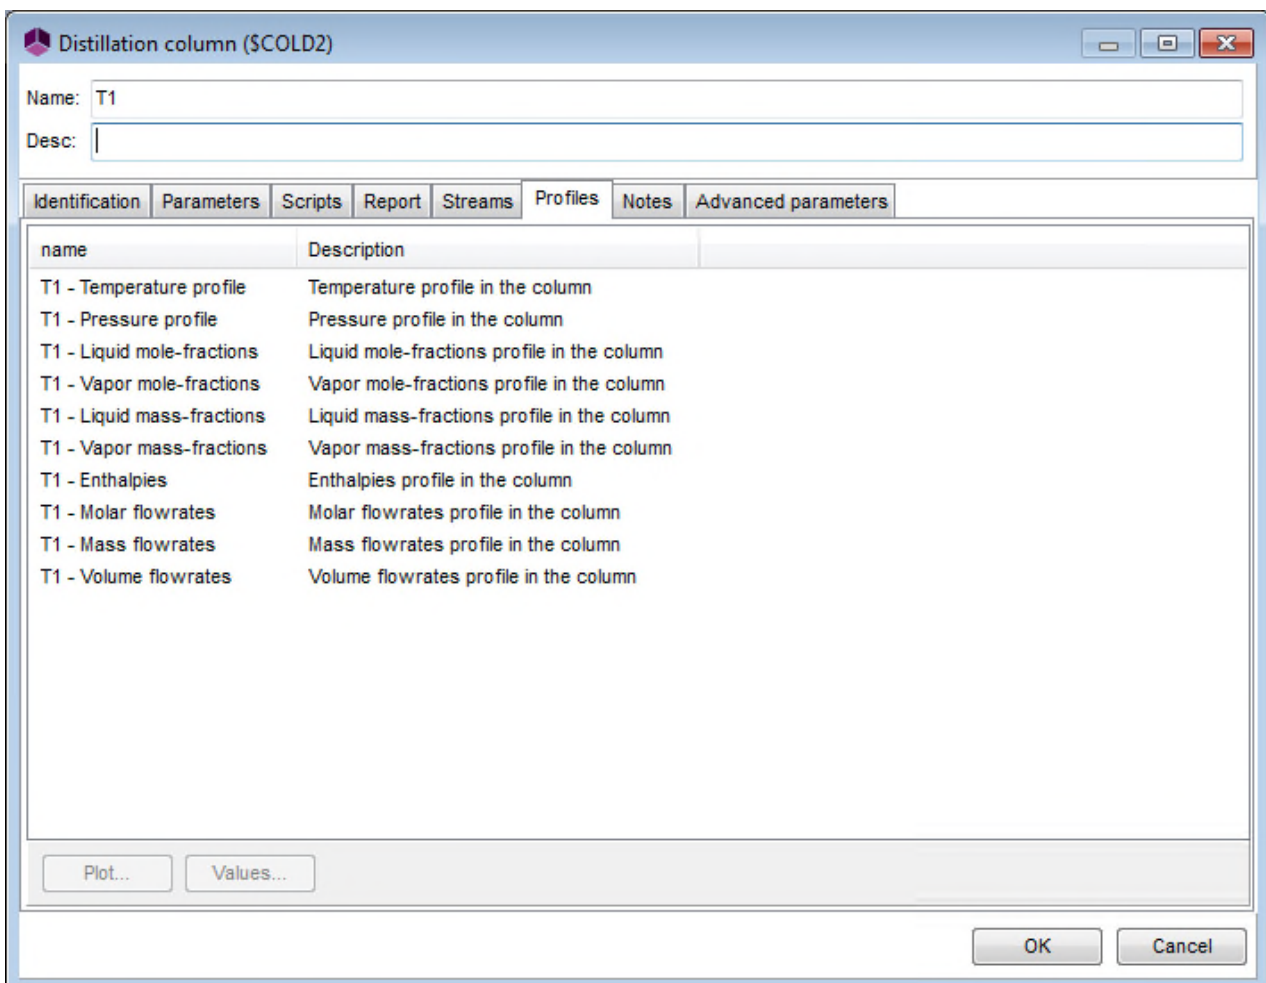 Distillation column ($COLD2)
Name: T1
Desc:
Identification Parameters Scripts Report Streams Profiles Notes Advanced parameters
name Description
T1 - Temperature profile Temperature profile in the column
T1 - Pressure profile Pressure profile in the column
T1 - Liquid mole-fractions Liquid mole-fractions profile in the column
T1 - Vapor mole-fractions Vapor mole-fractions profile in the column
T1 - Liquid mass-fractions Liquid mass-fractions profile in the column
T1 - Vapor mass-fractions Vapor mass-fractions profile in the column
T1 - Enthalpies Enthalpies profile in the column
T1 - Molar flowrates Molar flowrates profile in the column
T1 - Mass flowrates Mass flowrates profile in the column
T1 - Volume flowrates Volume flowrates profile in the column
Plot... Values...
OK Cancel